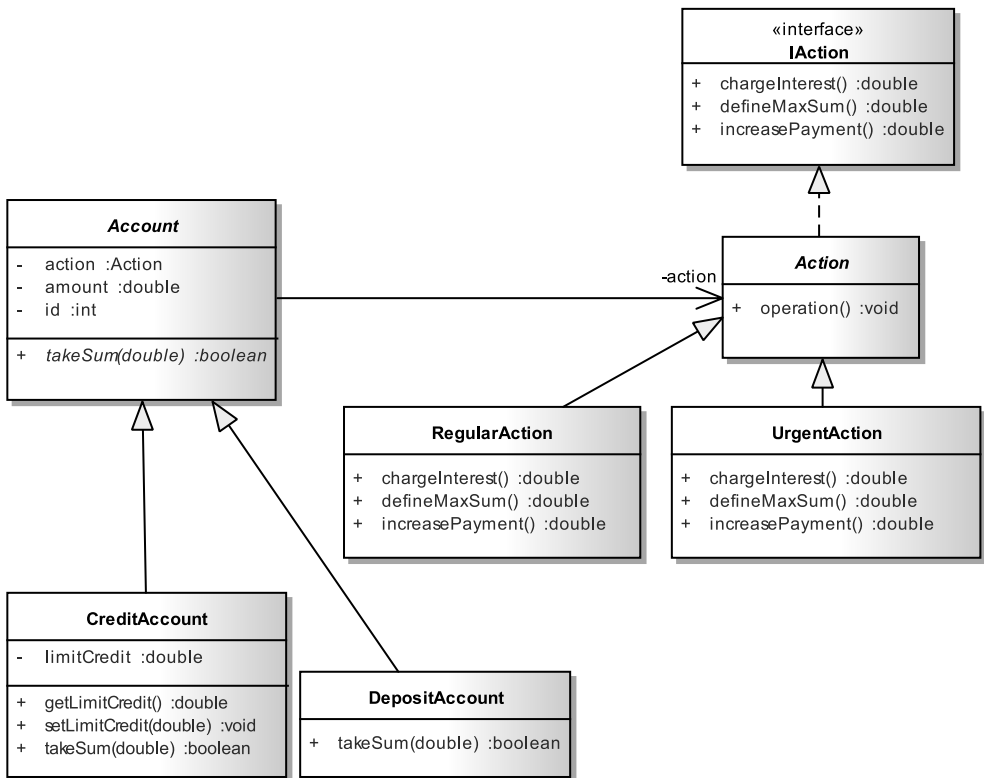 «interface»
IAction
+ chargeInterest() :double
+ defineMaxSum() :double
+ increasePayment() :double
Account
- action :Action
- amount :double
- id :int
+ takeSum(double) :boolean
-action
Action
+ operation() :void
RegularAction
+ chargeInterest() :double
+ defineMaxSum() :double
+ increasePayment() :double
UrgentAction
+ chargeInterest() :double
+ defineMaxSum() :double
+ increasePayment() :double
CreditAccount
- limitCredit :double
+ getLimitCredit() :double
+ setLimitCredit(double) :void
+ takeSum(double) :boolean
DepositAccount
+ takeSum(double) :boolean